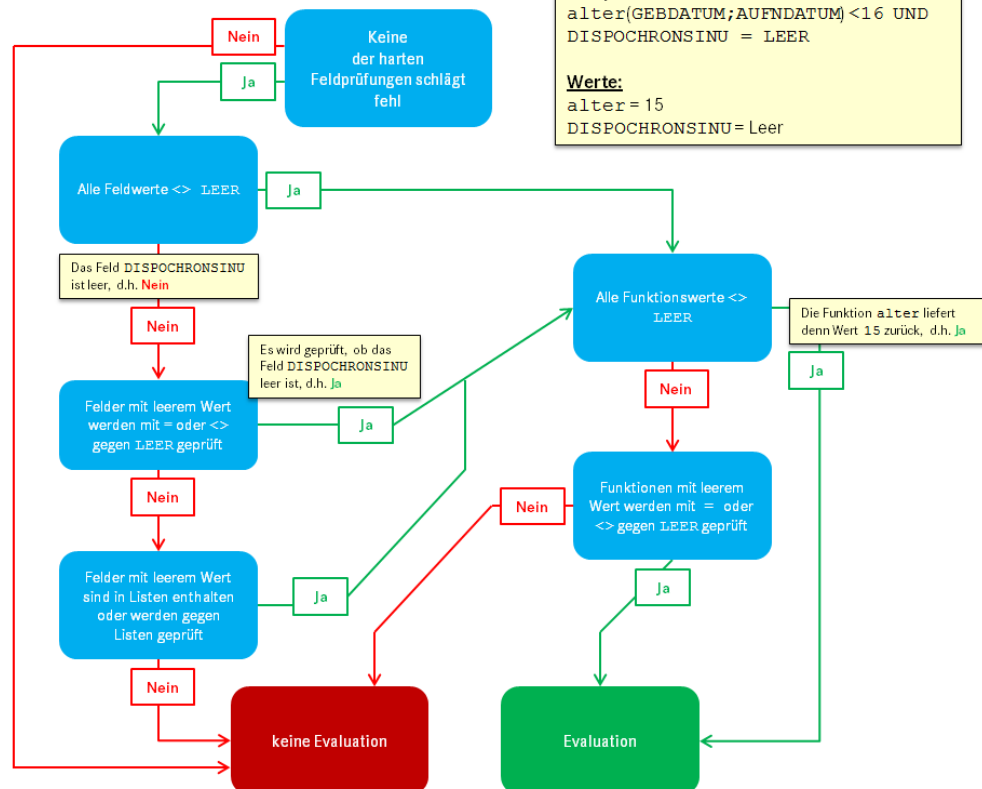 alter(GEBDATUM;AUFNDATUM)<16 UND
DISPOCHRONSINU = LEER
Werte:
alter = 15
DISPOCHRONSINU = Leer
Keine
der harten
Feldprüfungen schlägt
fehl
Nein
Ja
Alle Feldwerte <> LEER
Ja
Das Feld DISPOCHRONSINU
ist leer, d.h. Nein
Nein
Es wird geprüft, ob das
Feld DISPOCHRONSINU
leer ist, d.h. Ja
Felder mit leerem Wert
werden mit = oder <>
gegen LEER geprüft
Ja
Nein
Felder mit leerem Wert
sind in Listen enthalten
oder werden gegen
Listen geprüft
Ja
Nein
Alle Funktionswerte <>
LEER
Die Funktion alter liefert
denn Wert 15 zurück, d.h. Ja
Ja
Nein
Funktionen mit leerem
Wert werden mit = oder
<> gegen LEER geprüft
Nein
Ja
keine Evaluation
Evaluation